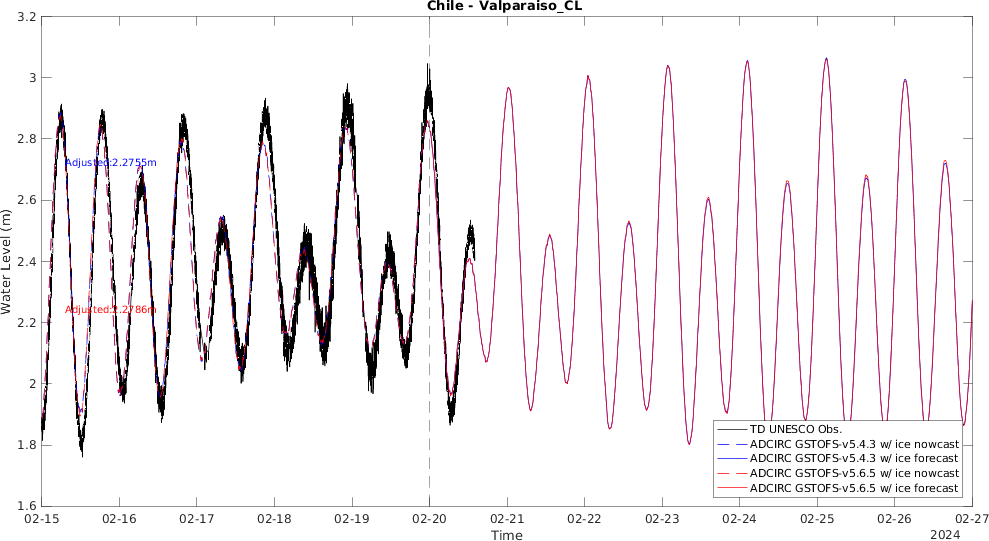 Chile - Valparaiso_CL
Water Level (m)
3.2
3
2.8
2.6
2.4
2.2
2
1.8
1.6
Adjusted:2.2755m
Adjusted:2.2786m
TD UNESCO Obs.
ADCIRC GSTOFS-v5.4.3 w/ ice nowcast
ADCIRC GSTOFS-v5.4.3 w/ ice forecast
ADCIRC GSTOFS-v5.6.5 w/ ice nowcast
ADCIRC GSTOFS-v5.6.5 w/ ice forecast
02-15 02-16 02-17 02-18 02-19 02-20 02-21 02-22 02-23 02-24 02-25 02-26 02-27
Time
2024